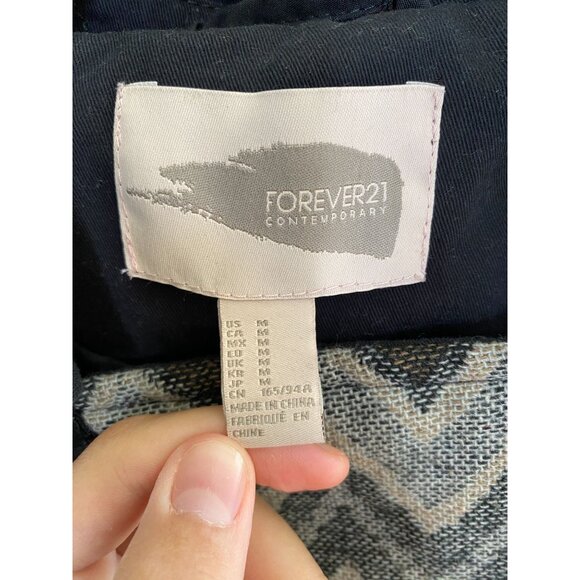 FOREVER21
CONTEMPORARY
US M
CA M
MX M
EU M
UK M
KR M
JP M
CN 165/94A
MADE IN CHINA
FABRIQUÉ EN
CHINE